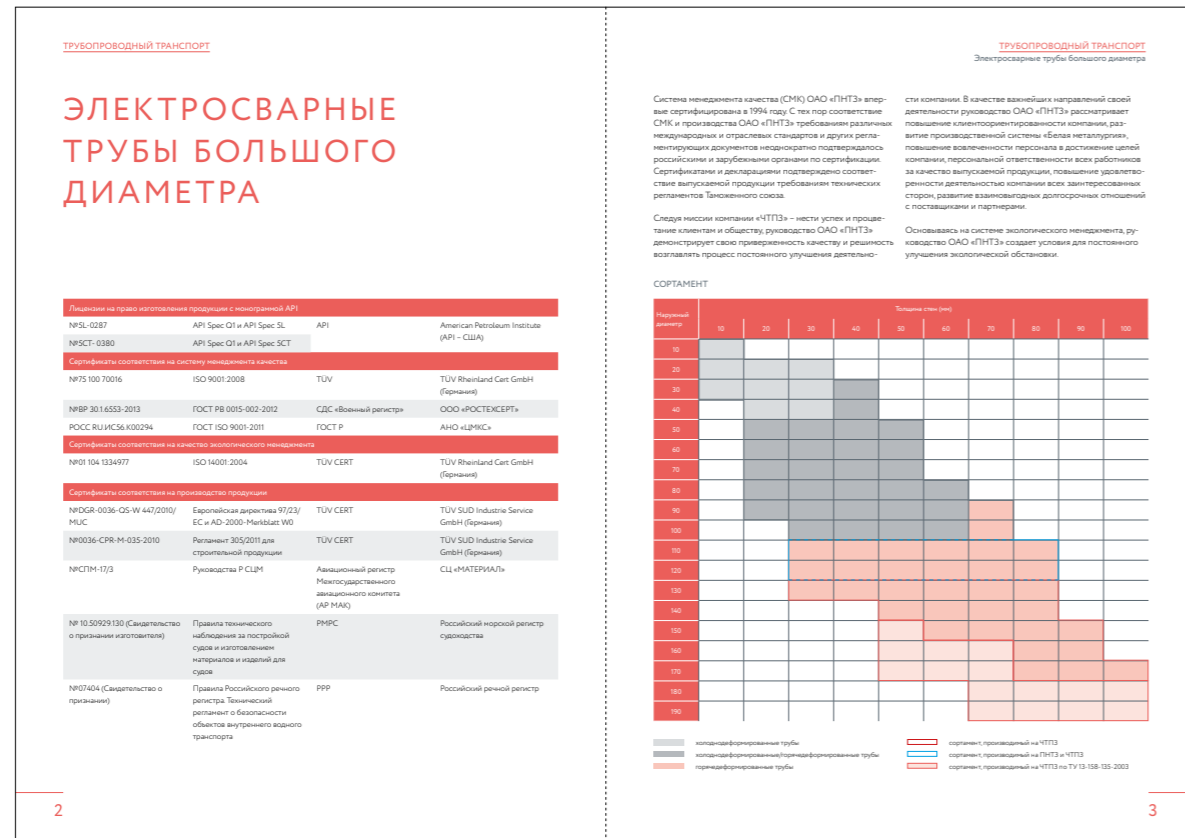 ТРУБОПРОВОДНЫЙ ТРАНСПОРТ
ЭЛЕКТРОСВАРНЫЕ
ТРУБЫ БОЛЬШОГО
ДИАМЕТРА
Лицензии на право изготовления продукции с монограммой API
№5L-0287 API Spec Q1 и API Spec 5L API American Petroleum Institute
(API – США)
№5CT- 0380 API Spec Q1 и API Spec 5CT
Сертификаты соответствия на систему менеджмента качества
№75 100 70016 ISO 9001:2008 TÜV TÜV Rheinland Cert GmbH
(Германия)
№ВР 30.1.6553-2013 ГОСТ РВ 0015-002-2012 СДС «Военный регистр» ООО «РОСТЕХСЕРТ»
РОСС RU.ИС56.К00294 ГОСТ ISO 9001-2011 ГОСТ Р АНО «ЦМКС»
Сертификаты соответствия на качество экологического менеджмента
№01 104 1334977 ISO 14001:2004 TÜV CERT TÜV Rheinland Cert GmbH
(Германия)
Сертификаты соответствия на производство продукции
№DGR-0036-QS-W 447/2010/ Европейская директива 97/23/ TÜV CERT TÜV SUD Industrie Service
MUC ЕС и AD-2000-Merkblatt W0 GmbH (Германия)
№0036-CPR-M-035-2010 Регламент 305/2011 для TÜV CERT TÜV SUD Industrie Service
строительной продукции GmbH (Германия)
№СПМ-17/3 Руководства Р СЦМ Авиационный регистр СЦ «МАТЕРИАЛ»
Межгосударственного
авиационного комитета
(АР МАК)
№ 10.50929.130 (Свидетельство Правила технического РМРС Российский морской регистр
о признании изготовителя) наблюдения за постройкой судоходства
судов и изготовлением
материалов и изделий для
судов
№07404 (Свидетельство о Правила Российского речного РРР Российский речной регистр
признании) регистра. Технический
регламент о безопасности
объектов внутреннего водного
транспорта
2
ТРУБОПРОВОДНЫЙ ТРАНСПОРТ
Электросварные трубы большого диаметра
Система менеджмента качества (СМК) ОАО «ПНТЗ» впер-
вые сертифицирована в 1994 году. С тех пор соответствие
СМК и производства ОАО «ПНТЗ» требованиям различных
международных и отраслевых стандартов и других регла-
ментирующих документов неоднократно подтверждалось
российскими и зарубежными органами по сертификации.
Сертификатами и декларациями подтверждено соответ-
ствие выпускаемой продукции требованиям технических
регламентов Таможенного союза.
Следуя миссии компании «ЧТПЗ» – нести успех и процве-
тание клиентам и обществу, руководство ОАО «ПНТЗ»
демонстрирует свою приверженность качеству и решимость
возглавлять процесс постоянного улучшения деятельно-
сти компании. В качестве важнейших направлений своей
деятельности руководство ОАО «ПНТЗ» рассматривает
повышение клиентоориентированности компании, раз-
витие производственной системы «Белая металлургия»,
повышение вовлеченности персонала в достижение целей
компании, персональной ответственности всех работников
за качество выпускаемой продукции, повышение удовлетво-
ренности деятельностью компании всех заинтересованных
сторон, развитие взаимовыгодных долгосрочных отношений
с поставщиками и партнерами.
Основываясь на системе экологического менеджмента, ру-
ководство ОАО «ПНТЗ» создает условия для постоянного
улучшения экологической обстановки.
СОРТАМЕНТ
Наружный
диаметр
Толщина стен (мм)
10 20 30 40 50 60 70 80 90 100
10
20
30
40
50
60
70
80
90
100
110
120
130
140
150
160
170
180
190
холоднодеформированные трубы
холоднодеформированные/горячедеформированные трубы
горячедеформированные трубы
сортамент, производимый на ЧТПЗ
сортамент, производимый на ПНТЗ и ЧТПЗ
сортамент, производимый на ЧТПЗ по ТУ 13-158-135-2003
3